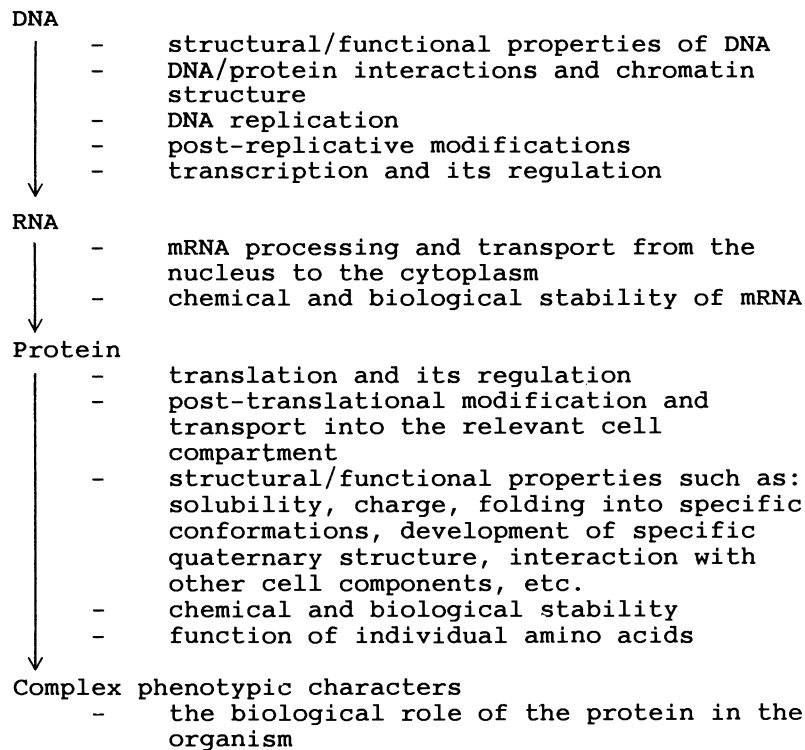 DNA
- structural/functional properties of DNA
- DNA/protein interactions and chromatin
structure
- DNA replication
- post-replicative modifications
- transcription and its regulation
RNA
- mRNA processing and transport from the
nucleus to the cytoplasm
- chemical and biological stability of mRNA
Protein
- translation and its regulation
- post-translational modification and
transport into the relevant cell
compartment
- structural/functional properties such as:
solubility, charge, folding into specific
conformations, development of specific
quaternary structure, interaction with
other cell components, etc.
- chemical and biological stability
- function of individual amino acids
Complex phenotypic characters
- the biological role of the protein in the
organism